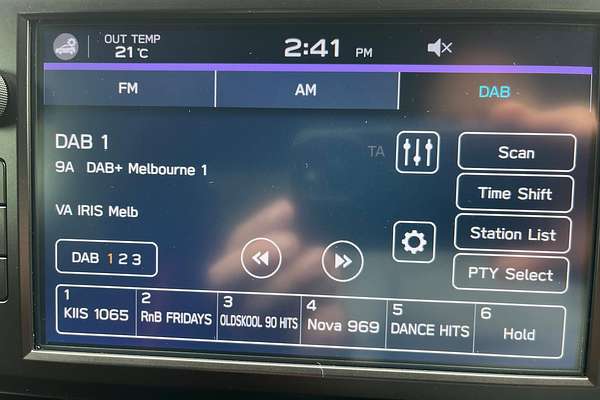 OUT TEMP
21°C
2:41 PM
FM AM DAB
DAB 1
9A DAB+ Melbourne 1
TA
Scan
Time Shift
VA IRIS Melb
Station List
DAB 1 2 3
PTY Select
1 KIIS 1065
2 RnB FRIDAYS
3 OLDSKOOL 90 HITS
4 Nova 969
5 DANCE HITS
6 Hold